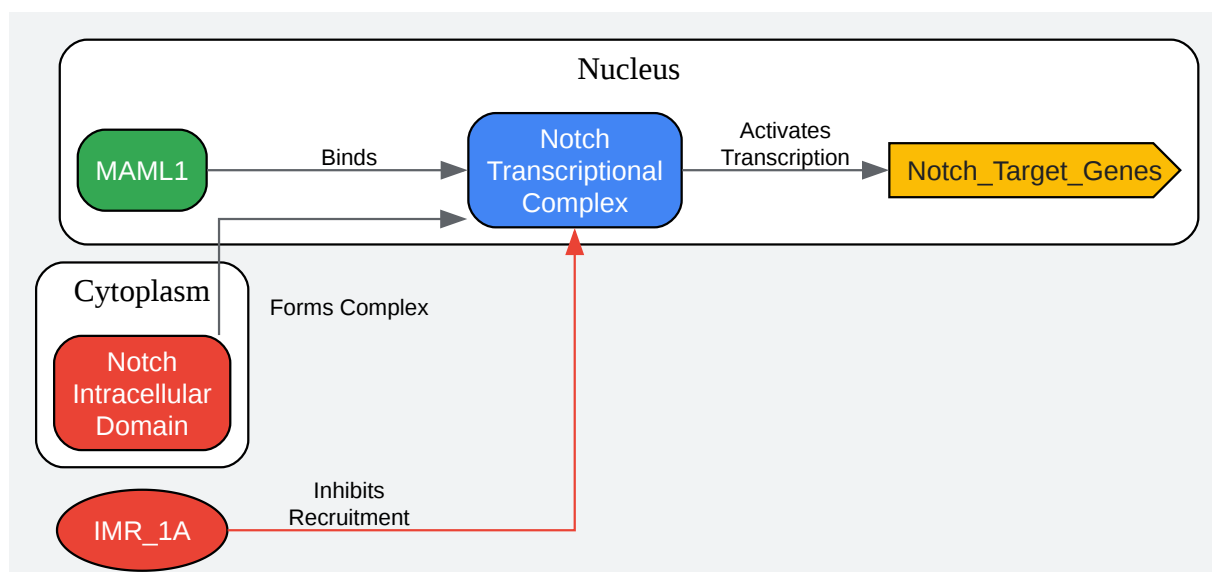 Nucleus
MAML1
Binds
Notch
Transcriptional
Complex
Activates
Transcription
Notch_Target_Genes
Cytoplasm
Forms Complex
Notch
Intracellular
Domain
IMR_1A
Inhibits
Recruitment